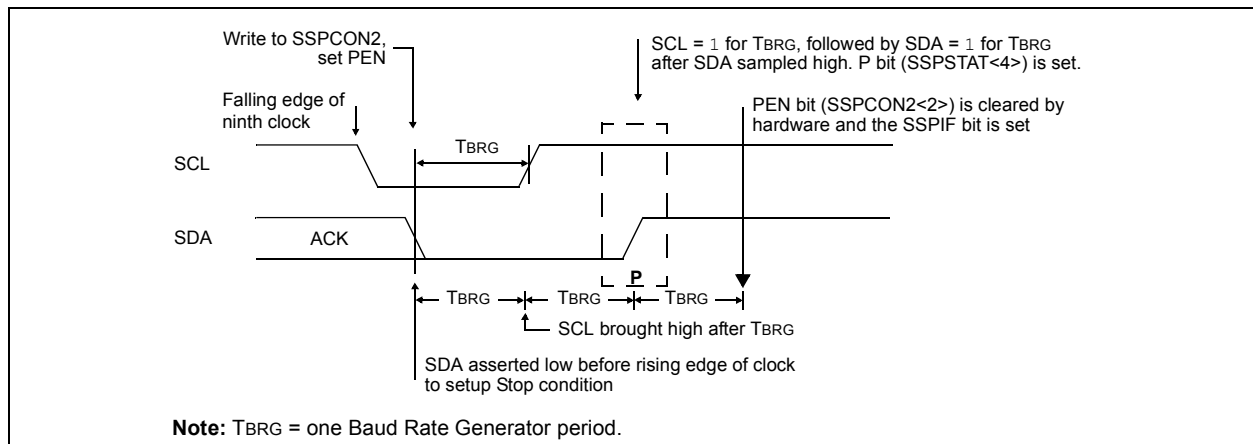 Write to SSPCON2,
set PEN
SCL = 1 for TBRG, followed by SDA = 1 for TBRG
after SDA sampled high. P bit (SSPSTAT<4>) is set.
Falling edge of
ninth clock
PEN bit (SSPCON2<2>) is cleared by
hardware and the SSPIF bit is set
TBRG
SCL
SDA
ACK
P
TBRG
TBRG
TBRG
SCL brought high after TBRG
SDA asserted low before rising edge of clock
to setup Stop condition
Note: TBRG = one Baud Rate Generator period.